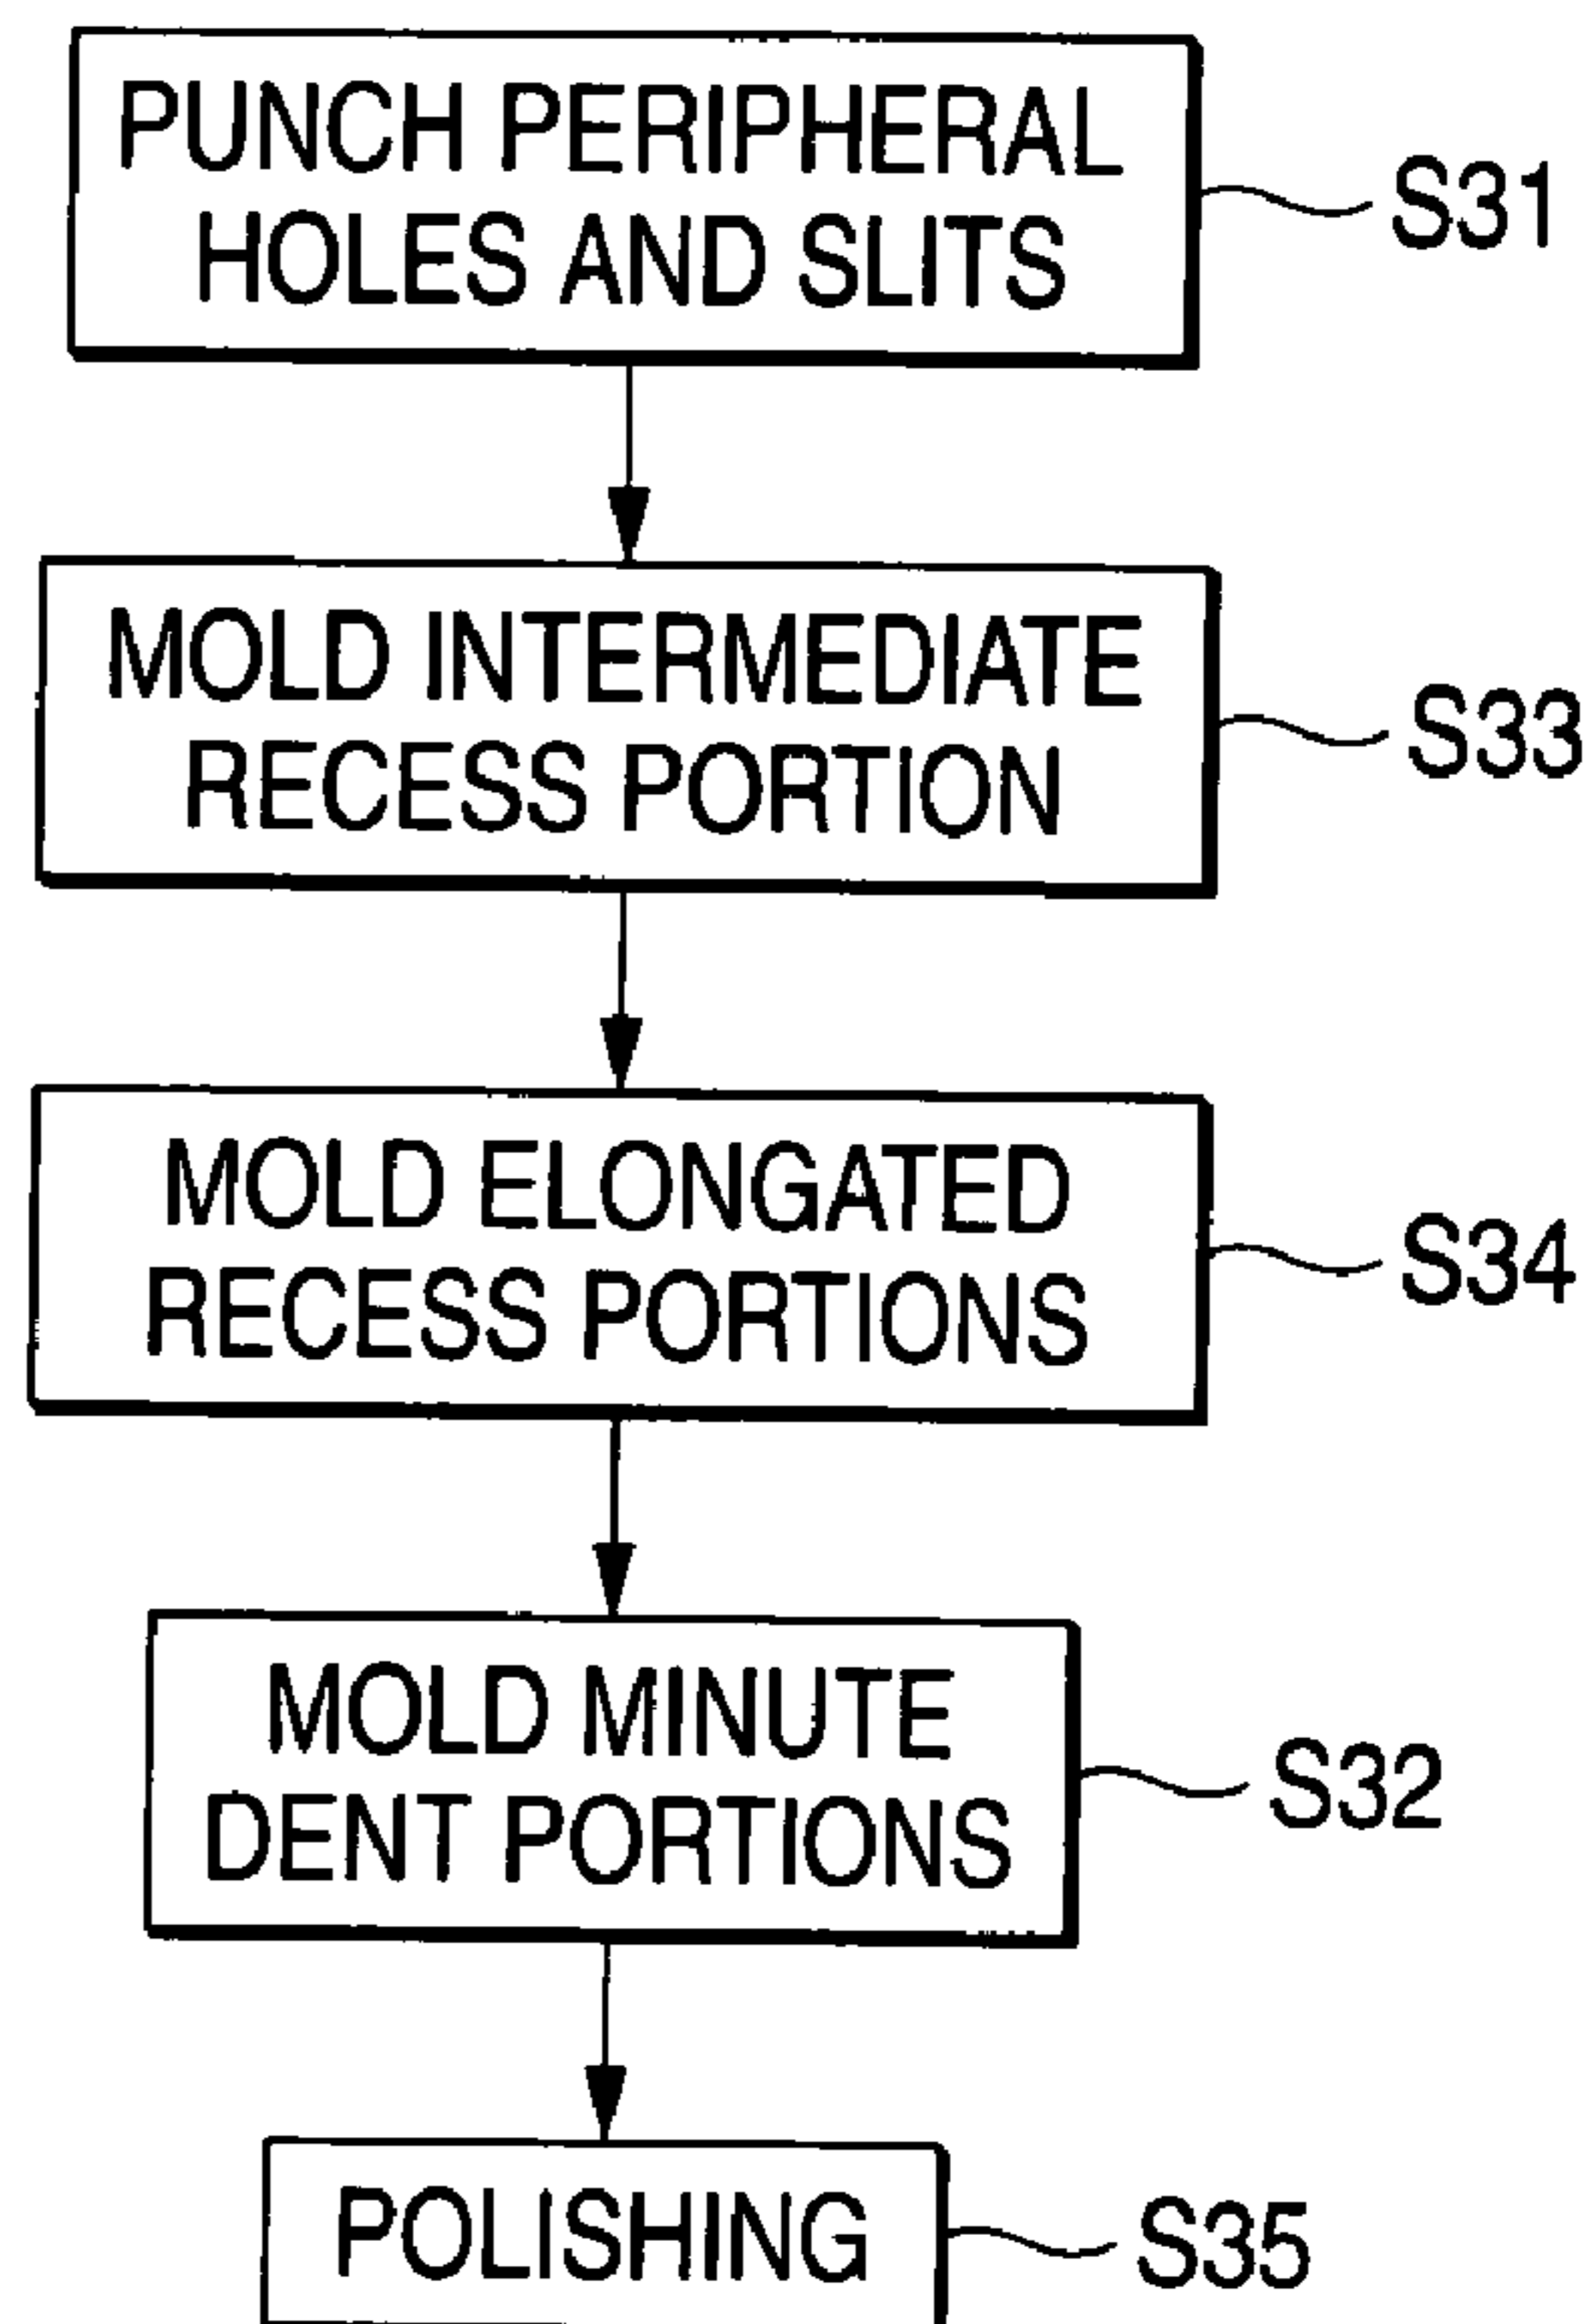 PUNCH PERIPHERAL
HOLES AND SLITS
S31
MOLD INTERMEDIATE
RECESS PORTION
S33
MOLD ELONGATED
RECESS PORTIONS
S34
MOLD MINUTE
DENT PORTIONS
S32
POLISHING
S35